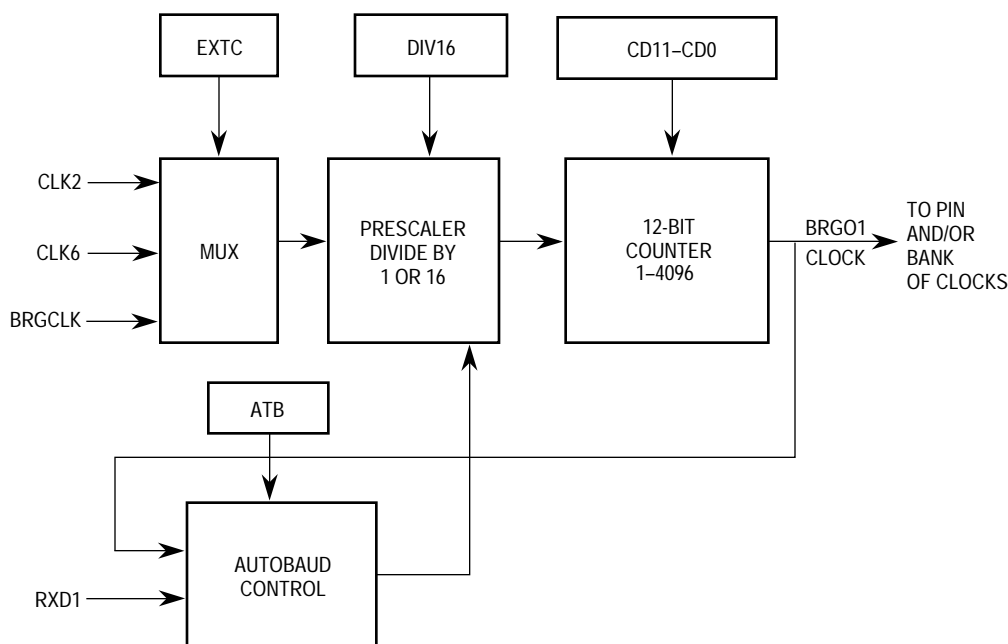 EXTC
DIV16
CD11–CD0
CLK2
CLK6
BRGCLK
MUX
PRESCALER
DIVIDE BY
1 OR 16
12-BIT
COUNTER
1–4096
BRGO1
CLOCK
TO PIN
AND/OR
BANK
OF CLOCKS
ATB
AUTOBAUD
CONTROL
RXD1